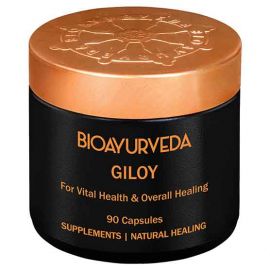 BIOAYURVEDA
GILOY
For Vital Health & Overall Healing
90 Capsules
SUPPLEMENTS | NATURAL HEALING